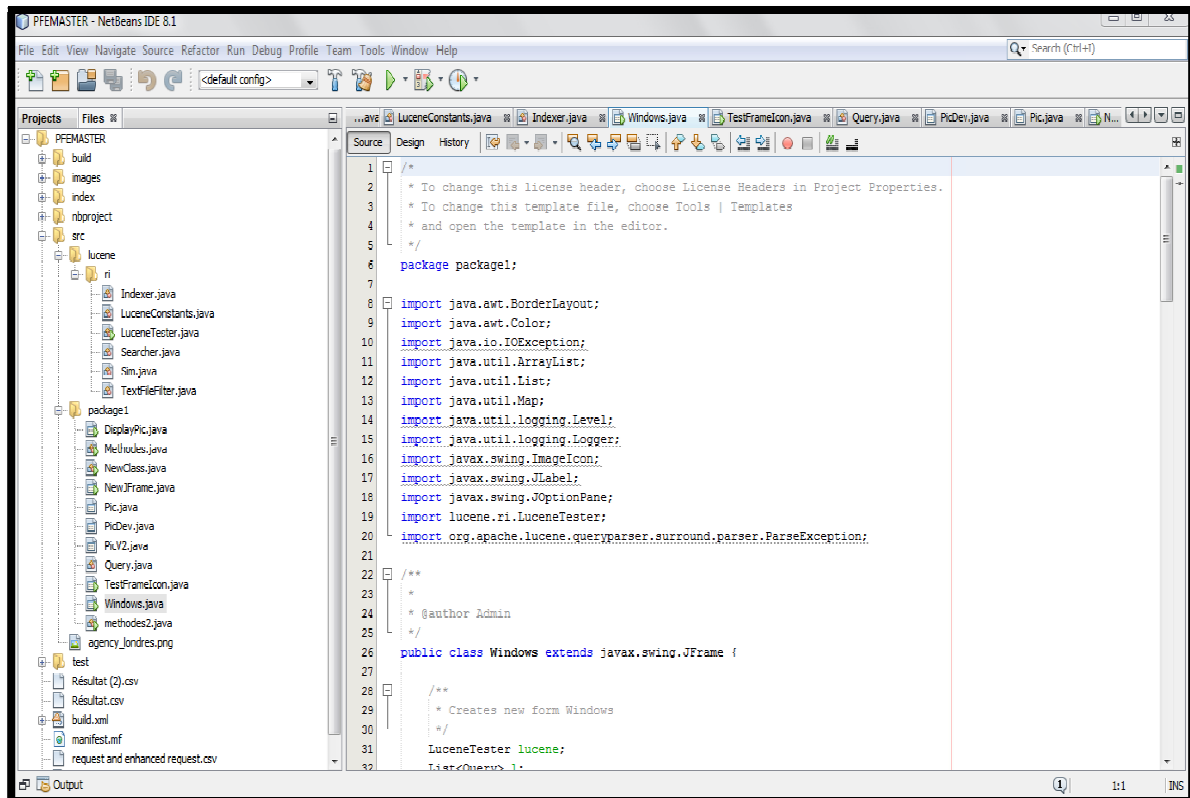 PFEMASTER - NetBeans IDE 8.1
File Edit View Navigate Source Refactor Run Debug Profile Team Tools Window Help
Search (Ctrl+I)
<default config>
Projects Files
PFEMASTER
build
images
index
nbproject
src
lucene
ri
Indexer.java
LuceneConstants.java
LuceneTester.java
Searcher.java
Sim.java
TextFileFilter.java
package1
DisplayPic.java
Methodes.java
NewClass.java
NewJFrame.java
Pic.java
PicDev.java
PicV2.java
Query.java
TestFrameIcon.java
Windows.java
methodes2.java
agency_londres.png
test
Résultat (2).csv
Résultat.csv
build.xml
manifest.mf
request and enhanced request.csv
...ava LuceneConstants.java Indexer.java Windows.java TestFrameIcon.java Query.java PicDev.java Pic.java N...
Source Design History
1 /*
2 * To change this license header, choose License Headers in Project Properties.
3 * To change this template file, choose Tools | Templates
4 * and open the template in the editor.
5 */
6 package package1;
7
8 import java.awt.BorderLayout;
9 import java.awt.Color;
10 import java.io.IOException;
11 import java.util.ArrayList;
12 import java.util.List;
13 import java.util.Map;
14 import java.util.logging.Level;
15 import java.util.logging.Logger;
16 import javax.swing.ImageIcon;
17 import javax.swing.JLabel;
18 import javax.swing.JOptionPane;
19 import lucene.ri.LuceneTester;
20 import org.apache.lucene.queryparser.surround.parser.ParseException;
21
22 /**
23 *
24 * @author Admin
25 */
26 public class Windows extends javax.swing.JFrame {
27
28 /**
29 * Creates new form Windows
30 */
31 LuceneTester lucene;
32 List<Query> l;
Output
1 1:1 INS